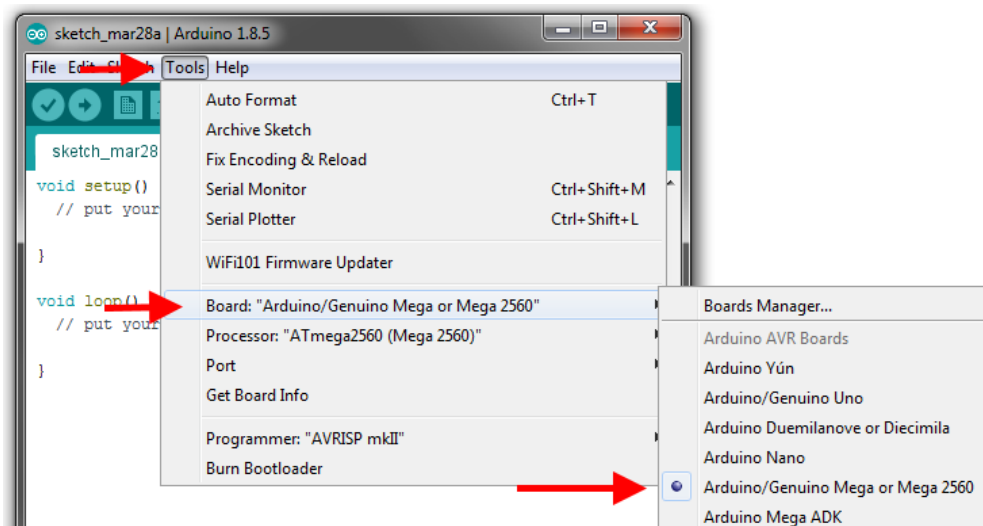 sketch_mar28a | Arduino 1.8.5
File Edit Tools Help
sketch_mar28
void setup()
// put your
}
void loop()
// put your
}
Auto Format Ctrl+T
Archive Sketch
Fix Encoding & Reload
Serial Monitor Ctrl+Shift+M
Serial Plotter Ctrl+Shift+L
WiFi101 Firmware Updater
Board: "Arduino/Genuino Mega or Mega 2560"
Processor: "ATmega2560 (Mega 2560)"
Port
Get Board Info
Programmer: "AVRISP mkII"
Burn Bootloader
Boards Manager...
Arduino AVR Boards
Arduino Yún
Arduino/Genuino Uno
Arduino Duemilanove or Diecimila
Arduino Nano
Arduino/Genuino Mega or Mega 2560
Arduino Mega ADK